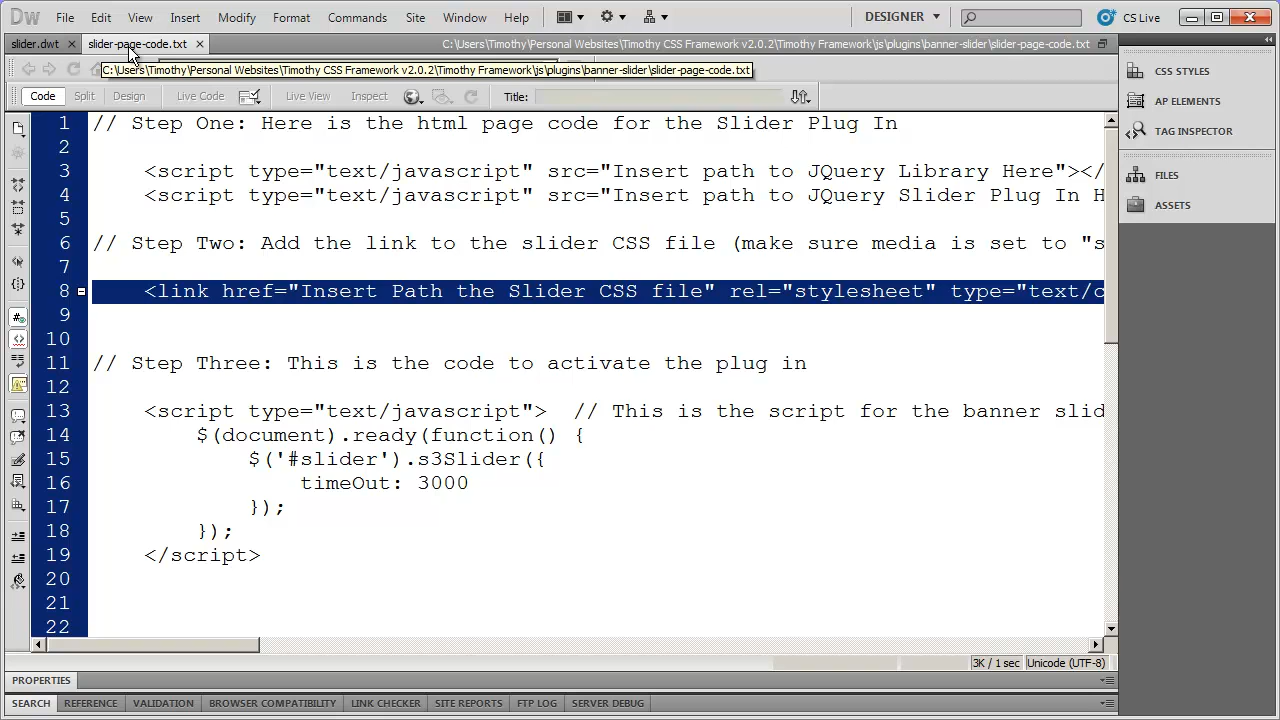 Dw File Edit View Insert Modify Format Commands Site Window Help DESIGNER CS Live
slider.dwt slider-page-code.txt C:\Users\Timothy\Personal Websites\Timothy CSS Framework v2.0.2\Timothy Framework\js\plugins\banner-slider\slider-page-code.txt
C:\Users\Timothy\Personal Websites\Timothy CSS Framework v2.0.2\Timothy Framework\js\plugins\banner-slider\slider-page-code.txt
Code Split Design Live Code Live View Inspect Title:
1 // Step One: Here is the html page code for the Slider Plug In
2
3 <script type="text/javascript" src="Insert path to JQuery Library Here"></
4 <script type="text/javascript" src="Insert path to JQuery Slider Plug In H
5
6 // Step Two: Add the link to the slider CSS file (make sure media is set to "s
7
8 <link href="Insert Path the Slider CSS file" rel="stylesheet" type="text/c
9
10
11 // Step Three: This is the code to activate the plug in
12
13 <script type="text/javascript"> // This is the script for the banner slid
14 $(document).ready(function() {
15 $('#slider').s3Slider({
16 timeOut: 3000
17 });
18 });
19 </script>
20
21
22
CSS STYLES
AP ELEMENTS
TAG INSPECTOR
FILES
ASSETS
3K / 1 sec Unicode (UTF-8)
PROPERTIES
SEARCH REFERENCE VALIDATION BROWSER COMPATIBILITY LINK CHECKER SITE REPORTS FTP LOG SERVER DEBUG